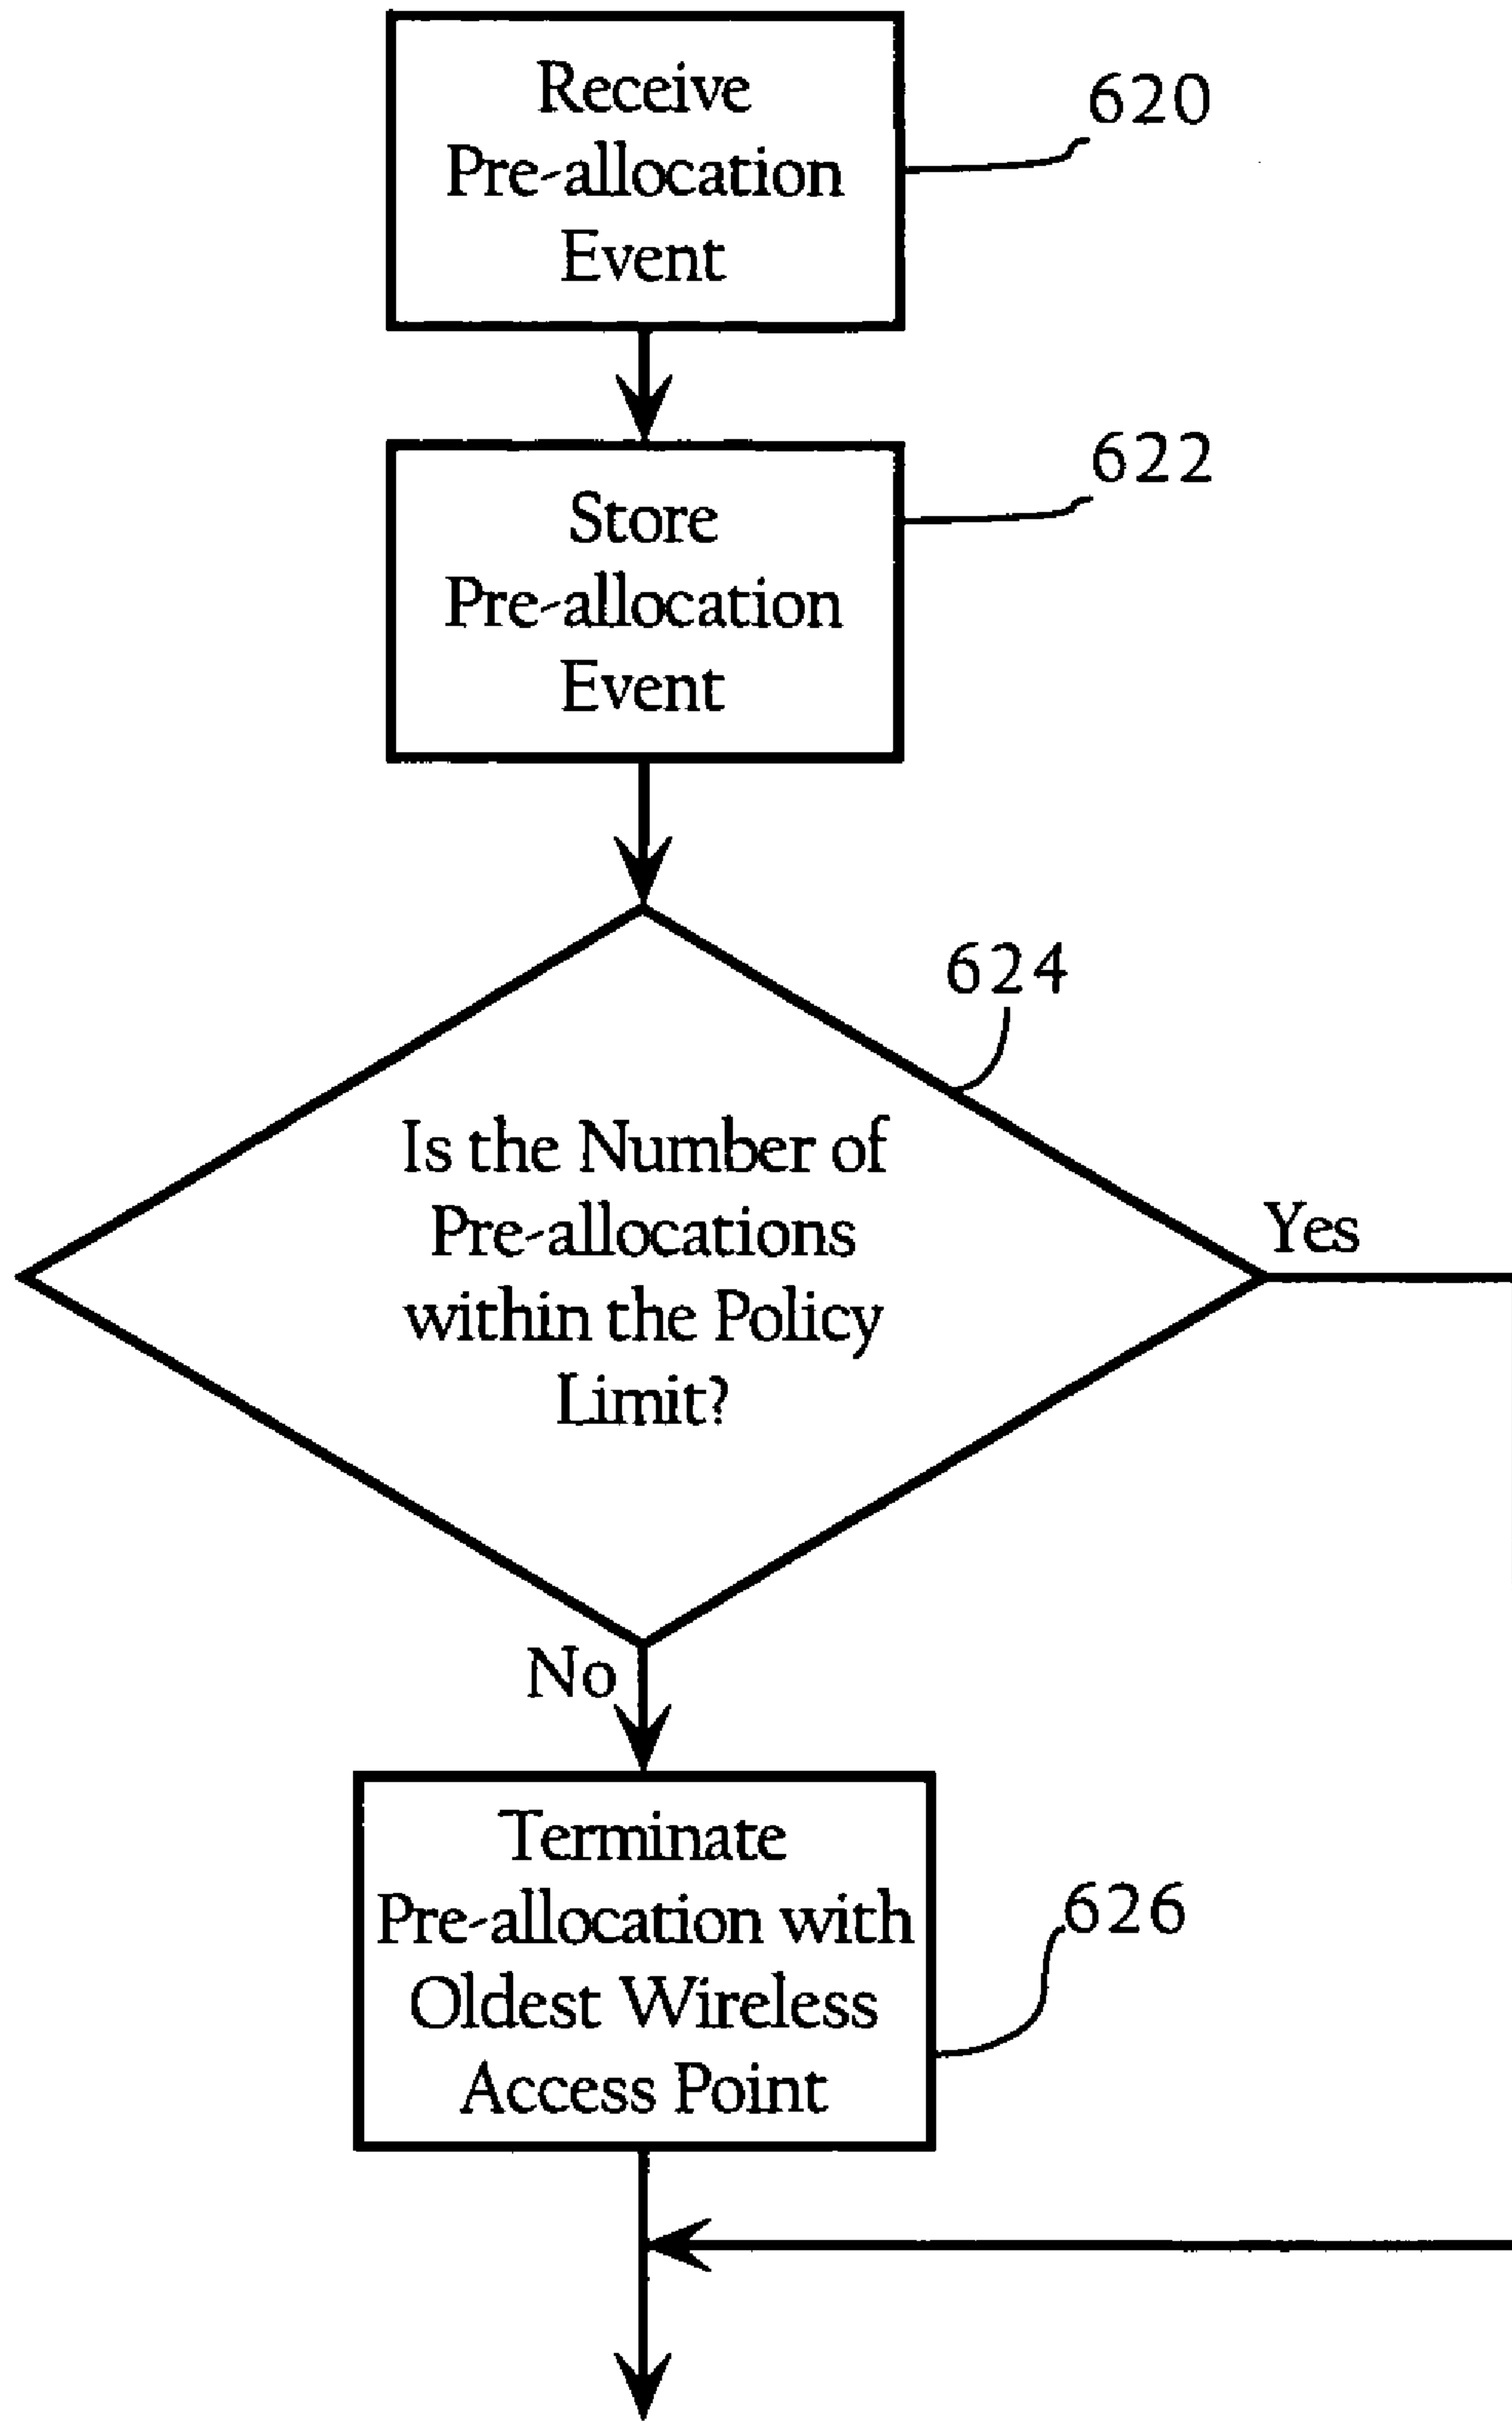 Receive
Pre-allocation
Event
620
Store
Pre-allocation
Event
622
624
Is the Number of
Pre-allocations
within the Policy
Limit?
Yes
No
Terminate
Pre-allocation with
Oldest Wireless
Access Point
626